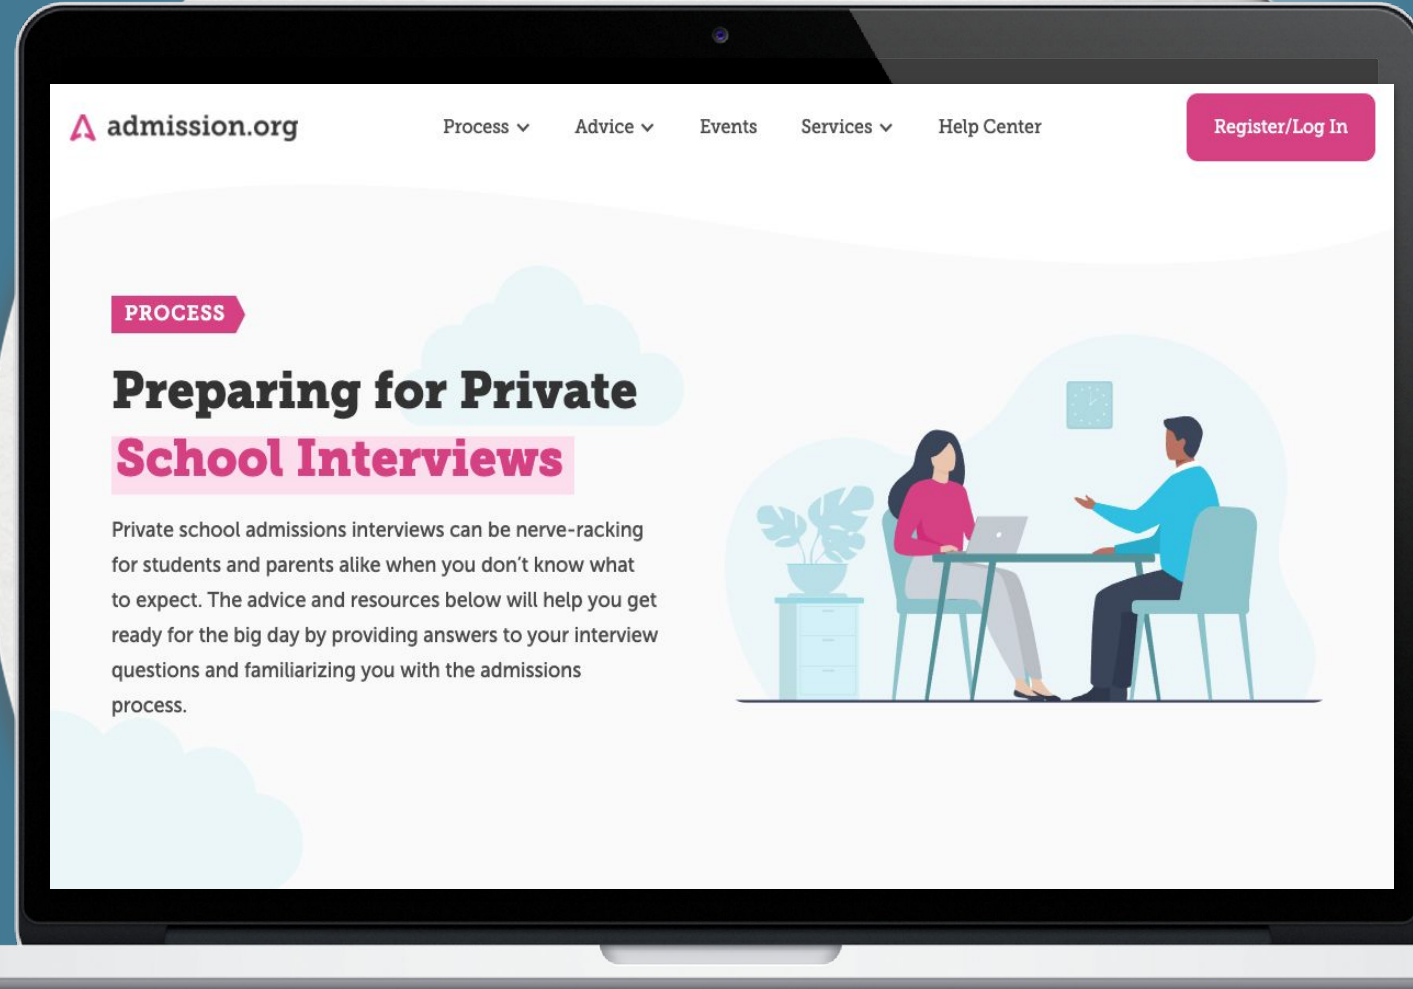 admission.org
Process
Advice
Events
Services
Help Center
Register/Log In
PROCESS
Preparing for Private
School Interviews
Private school admissions interviews can be nerve-racking
for students and parents alike when you don't know what
to expect. The advice and resources below will help you get
ready for the big day by providing answers to your interview
questions and familiarizing you with the admissions
process.